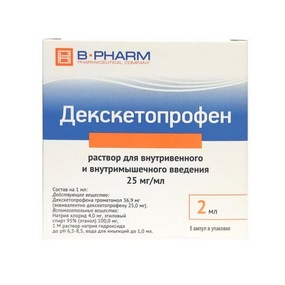 B·PHARM
PHARMACEUTICAL COMPANY
Декскетопрофен
раствор для внутривенного
и внутримышечного введения
25 мг/мл
Состав на 1 мл:
Действующее вещество:
Декскетопрофена трометамол 36,9 мг
(эквивалентно декскетопрофену 25,0 мг).
Вспомогательные вещества:
Натрия хлорид 4,0 мг, этиловый
спирт 95% (этанол) 100,0 мг,
1 М раствор натрия гидроксида
до pH 6,5-8,5, вода для инъекций до 1,0 мл.
2 мл
5 ампул в упаковке